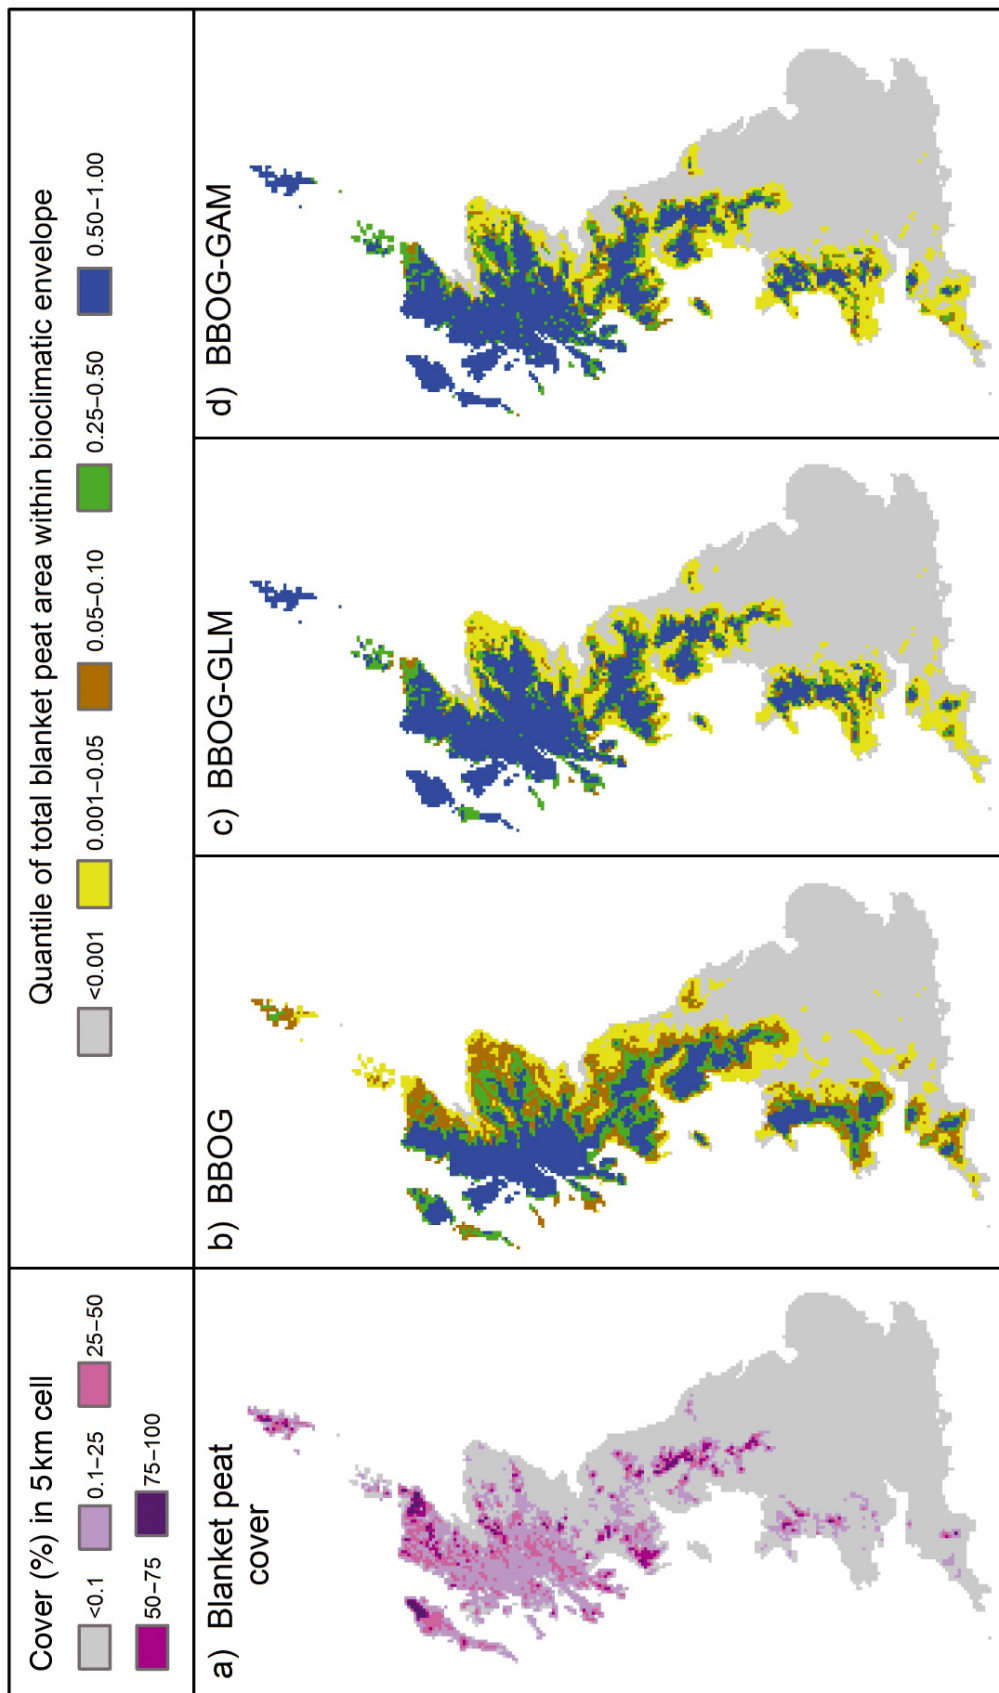 Cover (%) in 5km cell
<0.1
0.1–25
25–50
50–75
75–100
Quantile of total blanket peat area within bioclimatic envelope
<0.001
0.001–0.05
0.05–0.10
0.25–0.50
0.50–1.00
a) Blanket peat
cover
b) BBOG
c) BBOG-GLM
d) BBOG-GAM